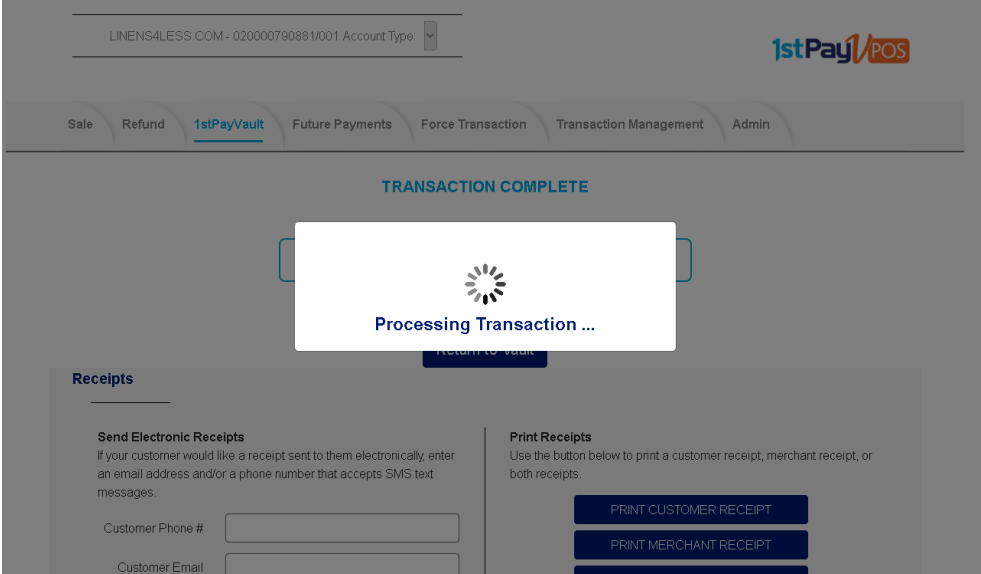 LINENS4LESS.COM - 020000790881/001 Account Type:
1stPay POS
Sale Refund 1stPayVault Future Payments Force Transaction Transaction Management Admin
TRANSACTION COMPLETE
Processing Transaction ...
Return to Vault
Receipts
Send Electronic Receipts
If your customer would like a receipt sent to them electronically, enter
an email address and/or a phone number that accepts SMS text
messages.
Customer Phone #
Customer Email
Print Receipts
Use the button below to print a customer receipt, merchant receipt, or
both receipts.
PRINT CUSTOMER RECEIPT
PRINT MERCHANT RECEIPT